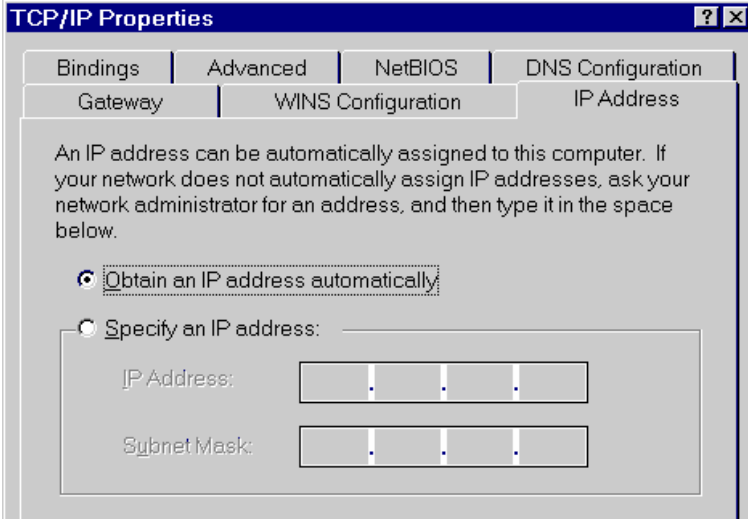 TCP/IP Properties
Bindings Advanced NetBIOS DNS Configuration
Gateway WINS Configuration IP Address
An IP address can be automatically assigned to this computer. If
your network does not automatically assign IP addresses, ask your
network administrator for an address, and then type it in the space
below.
Obtain an IP address automatically
Specify an IP address:
IP Address:
. . .
Subnet Mask:
. . .